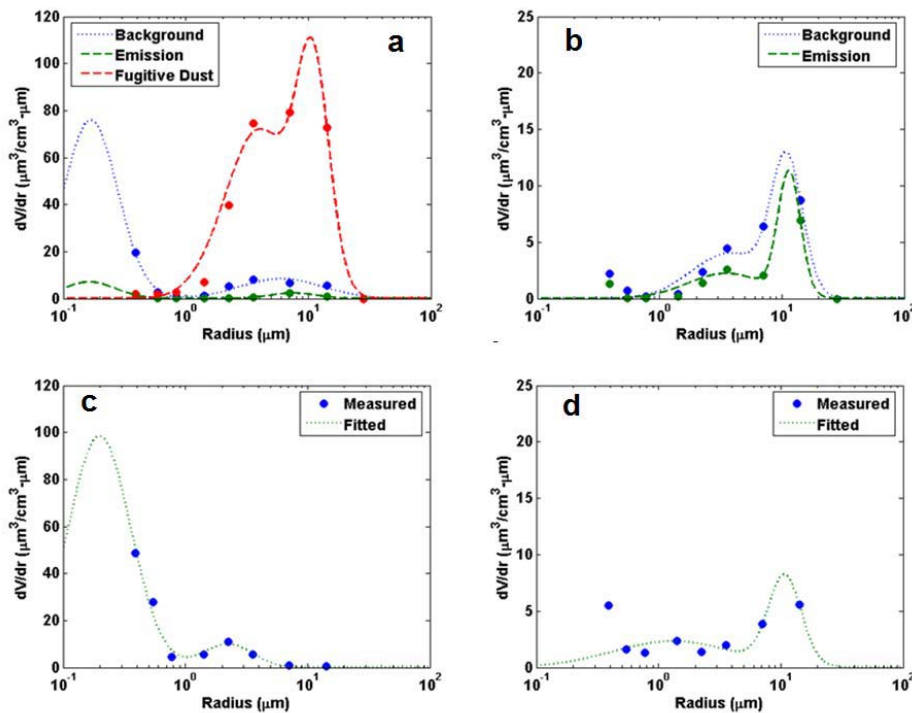 a
Background
Emission
Fugitive Dust
dV/dr (μm³/cm³-μm)
120
100
80
60
40
20
0
10⁻¹ 10⁰ 10¹ 10²
Radius (μm)
b
Background
Emission
dV/dr (μm³/cm³-μm)
25
20
15
10
5
0
10⁻¹ 10⁰ 10¹ 10²
Radius (μm)
c
Measured
Fitted
dV/dr (μm³/cm³-μm)
120
100
80
60
40
20
0
10⁻¹ 10⁰ 10¹ 10²
Radius (μm)
d
Measured
Fitted
dV/dr (μm³/cm³-μm)
25
20
15
10
5
0
10⁻¹ 10⁰ 10¹ 10²
Radius (μm)